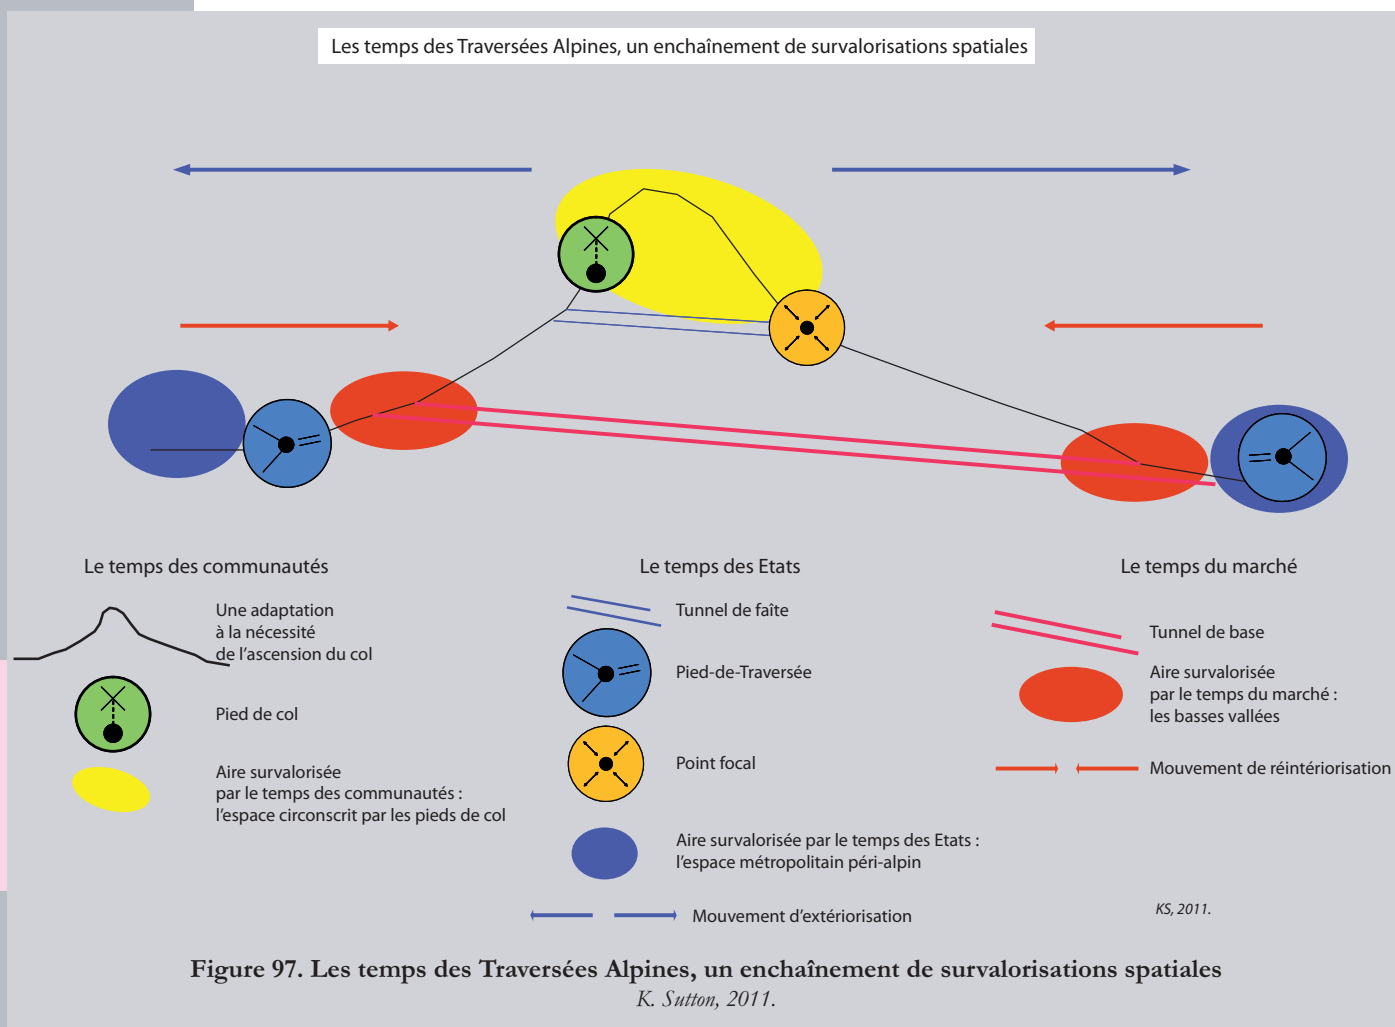 Les temps des Traversées Alpines, un enchaînement de survalorisations spatiales
Le temps des communautés
Une adaptation
à la nécessité
de l'ascension du col
Pied de col
Aire survalorisée
par le temps des communautés :
l'espace circonscrit par les pieds de col
Le temps des Etats
Tunnel de faîte
Pied-de-Traversée
Point focal
Aire survalorisée par le temps des Etats :
l'espace métropolitain péri-alpin
Mouvement d'extériorisation
Le temps du marché
Tunnel de base
Aire survalorisée
par le temps du marché :
les basses vallées
Mouvement de réintériorisation
KS, 2011.
Figure 97. Les temps des Traversées Alpines, un enchaînement de survalorisations spatiales
K. Sutton, 2011.